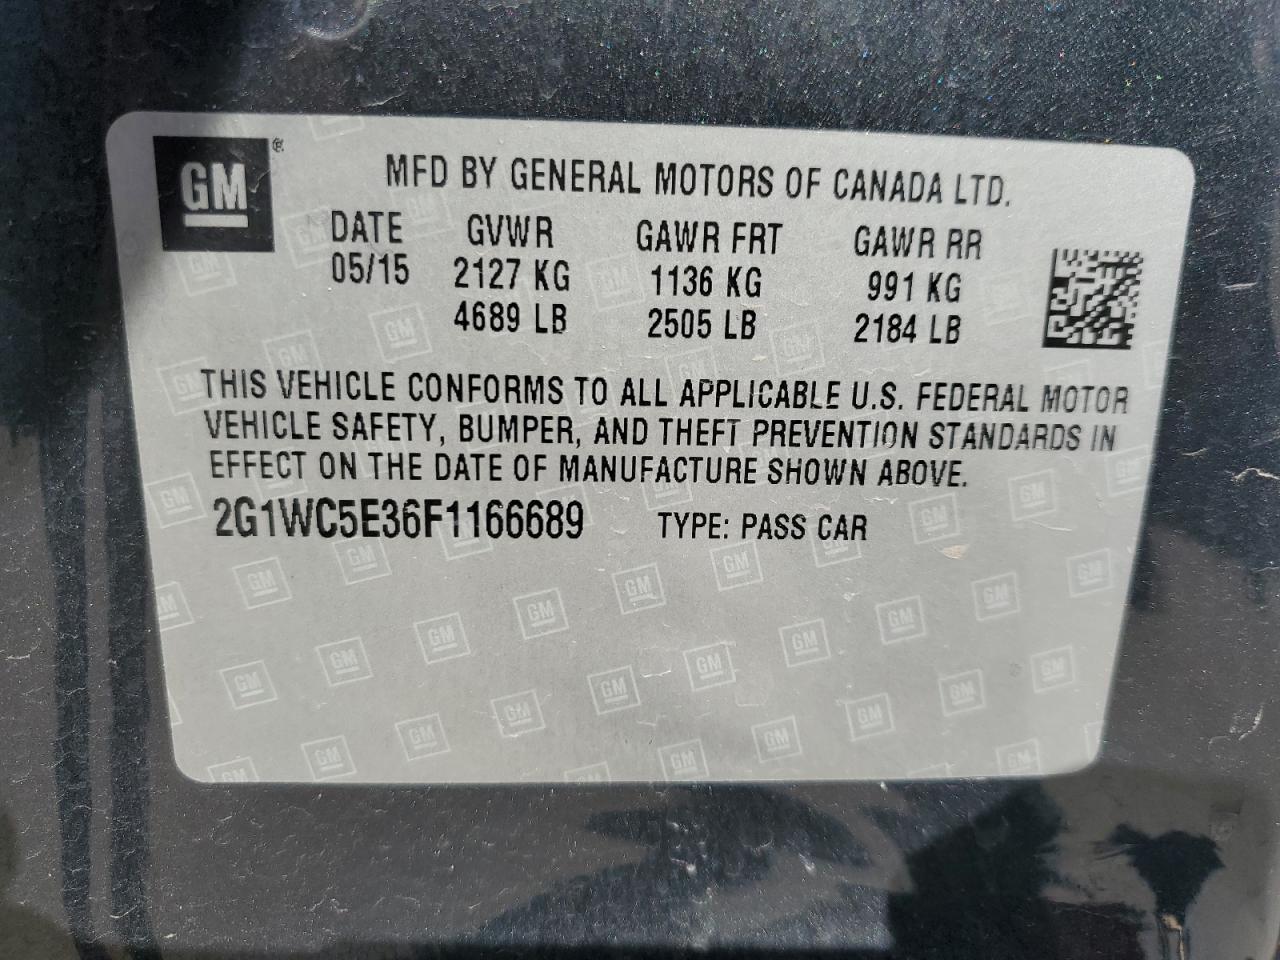 GM
MFD BY GENERAL MOTORS OF CANADA LTD.
DATE GVWR GAWR FRT GAWR RR
05/15 2127 KG 1136 KG 991 KG
4689 LB 2505 LB 2184 LB
THIS VEHICLE CONFORMS TO ALL APPLICABLE U.S. FEDERAL MOTOR
VEHICLE SAFETY, BUMPER, AND THEFT PREVENTION STANDARDS IN
EFFECT ON THE DATE OF MANUFACTURE SHOWN ABOVE.
2G1WC5E36F1166689 TYPE: PASS CAR